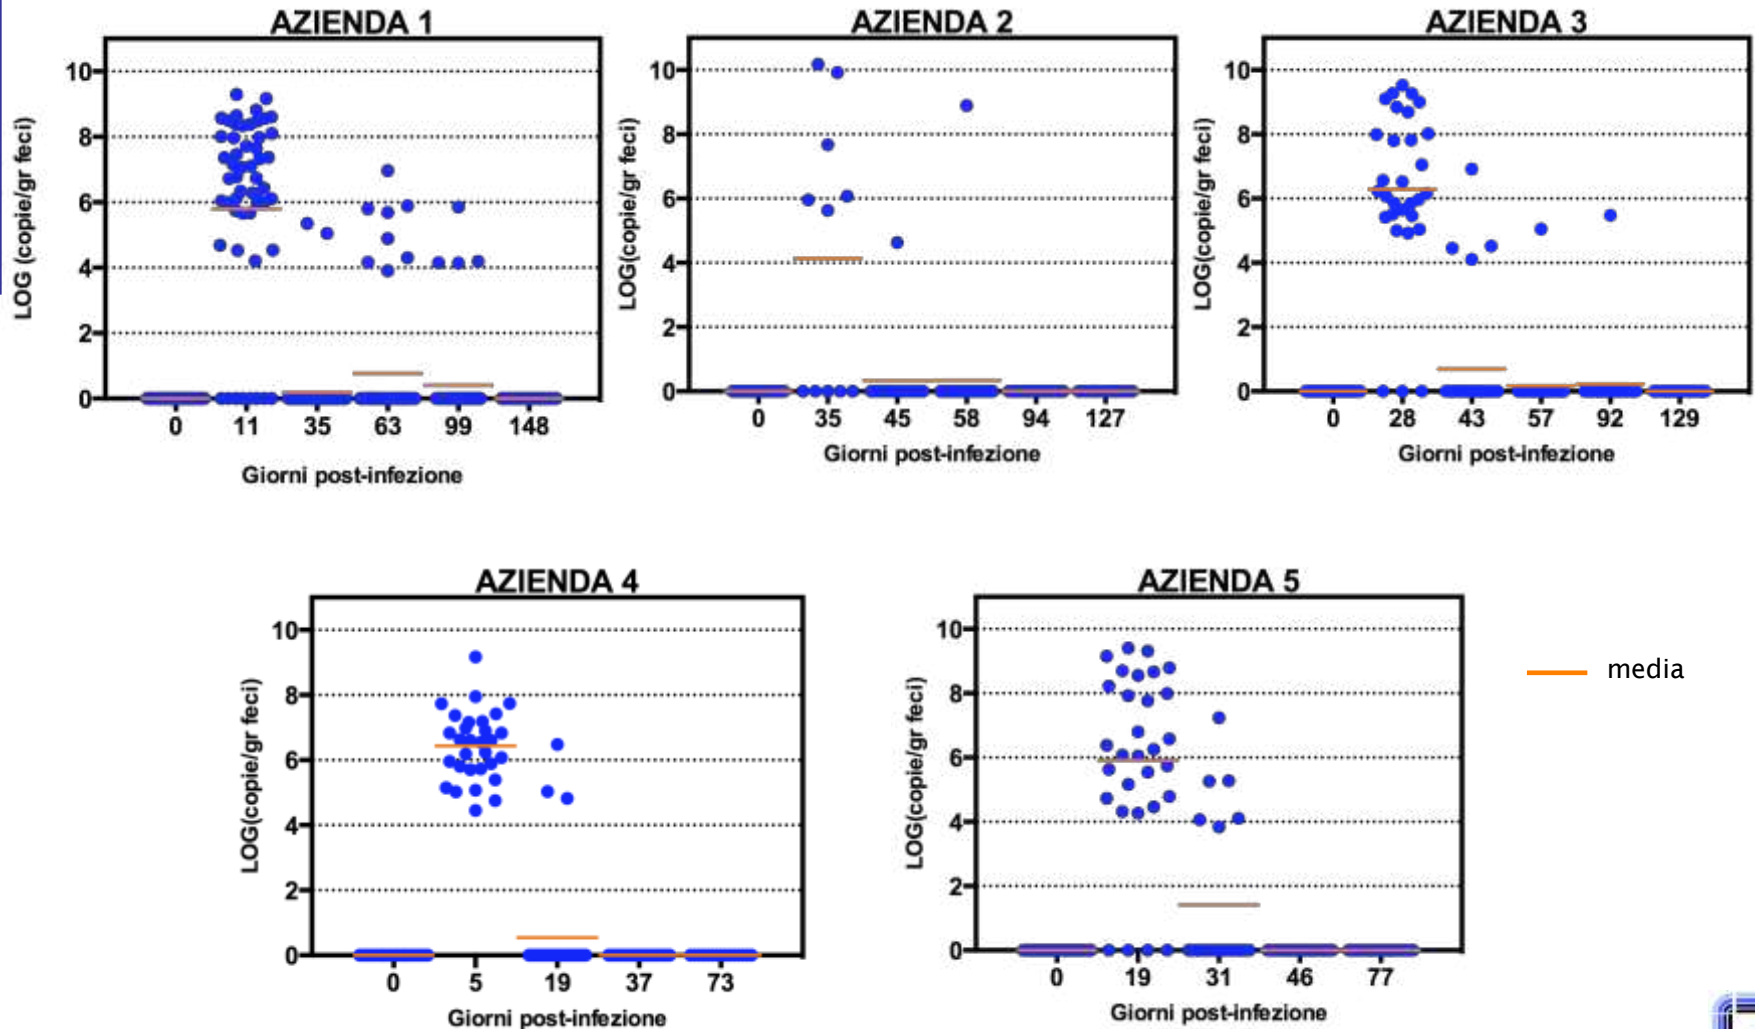 AZIENDA 1
LOG (copie/gr feci)
10
8
6
4
2
0
0 11 35 63 99 148
Giorni post-infezione
AZIENDA 2
LOG(copie/gr feci)
10
8
6
4
2
0
0 35 45 58 94 127
Giorni post-infezione
AZIENDA 3
LOG(copie/gr feci)
10
8
6
4
2
0
0 28 43 57 92 129
Giorni post-infezione
AZIENDA 4
LOG(copie/gr feci)
10
8
6
4
2
0
0 5 19 37 73
Giorni post-infezione
AZIENDA 5
LOG(copie/gr feci)
10
8
6
4
2
0
0 19 31 46 77
Giorni post-infezione
media